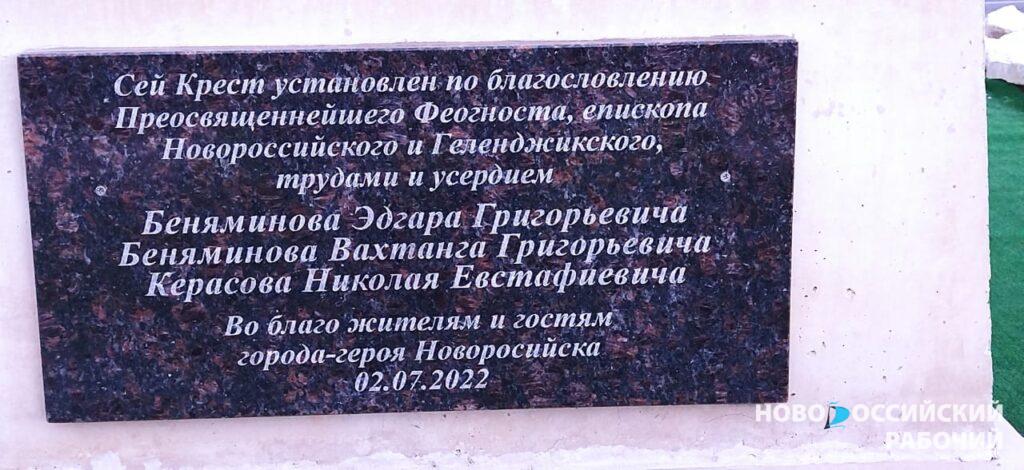 Сей Крест установлен по благословлению
Преосвященнейшего Феогноста, епископа
Новороссийского и Геленджикского,
трудами и усердием
Беняминова Эдгара Григорьевича
Беняминова Вахтанга Григорьевича
Керасова Николая Евстафиевича
Во благо жителям и гостям
города-героя Новоросийска
02.07.2022
НОВОРОССИЙСКИЙ
РАБОЧИЙ